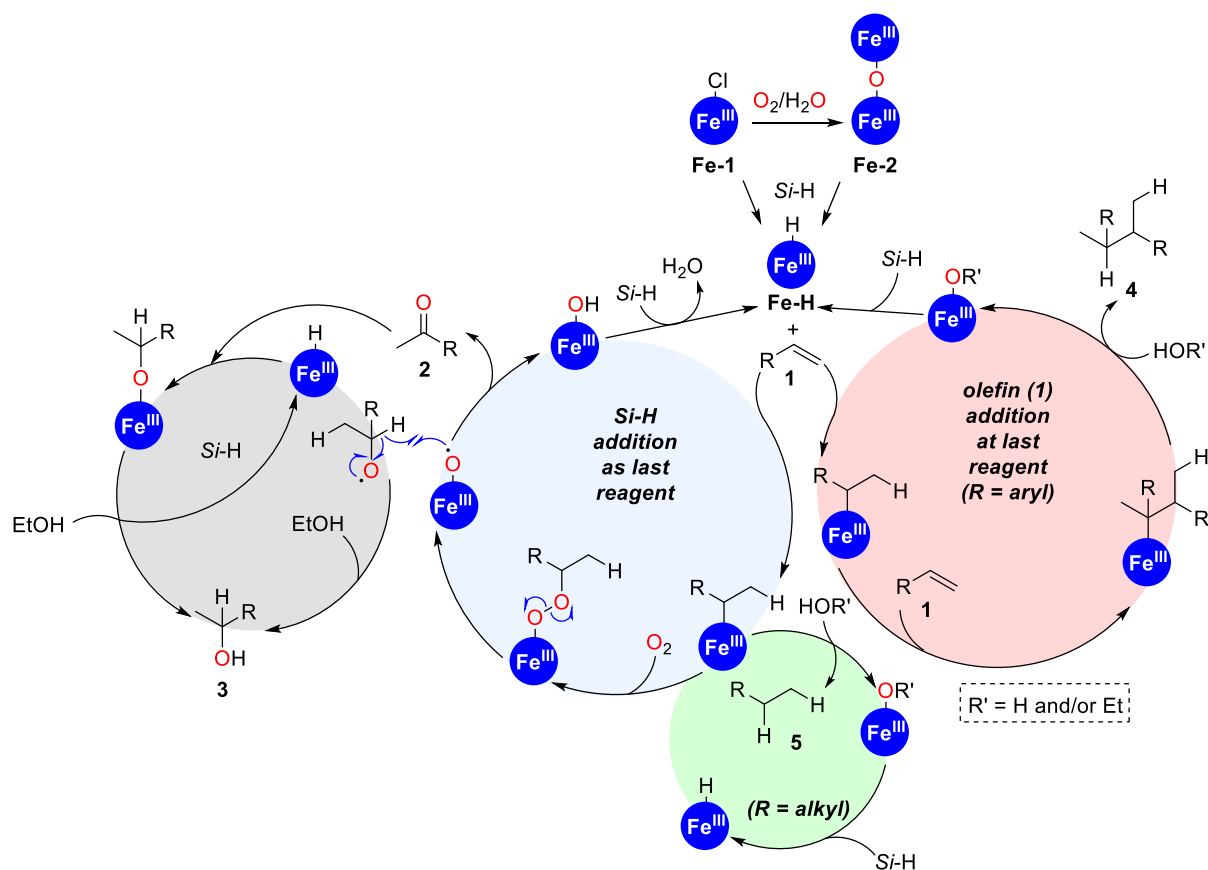 Fe^III
O
Cl
O2/H2O
Fe^III
Fe^III
Fe-1
Fe-2
Si-H
H
Fe^III
Fe-H
+
R
1
H2O
Si-H
OH
Fe^III
Si-H
OR'
Fe^III
H
R
R
H
4
HOR'
H
R
O
Fe^III
O
R
2
H
Fe^III
R
H
H
O
Si-H
EtOH
EtOH
H
R
OH
3
O
Fe^III
Si-H
addition
as last
reagent
R
H
O
O
Fe^III
O2
R
H
Fe^III
olefin (1)
addition
at last
reagent
(R = aryl)
R
H
Fe^III
R
1
H
R
R
Fe^III
HOR'
R
H
H
5
OR'
Fe^III
R' = H and/or Et
H
Fe^III
(R = alkyl)
Si-H